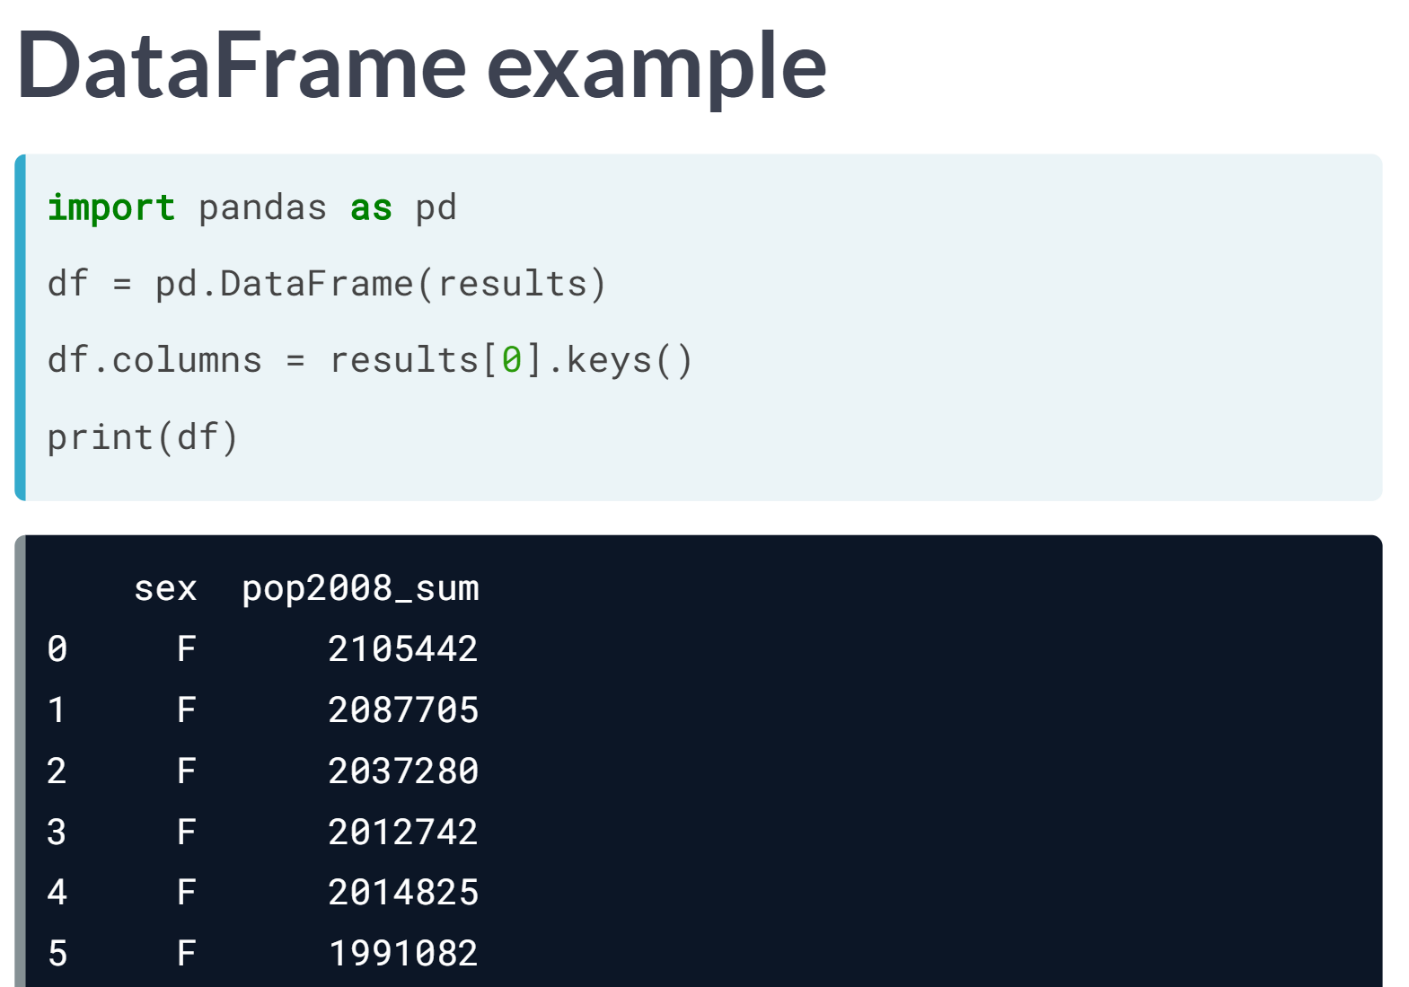 DataFrame example
import pandas as pd
df = pd.DataFrame(results)
df.columns = results[0].keys()
print(df)
sex pop2008_sum
0 F 2105442
1 F 2087705
2 F 2037280
3 F 2012742
4 F 2014825
5 F 1991082